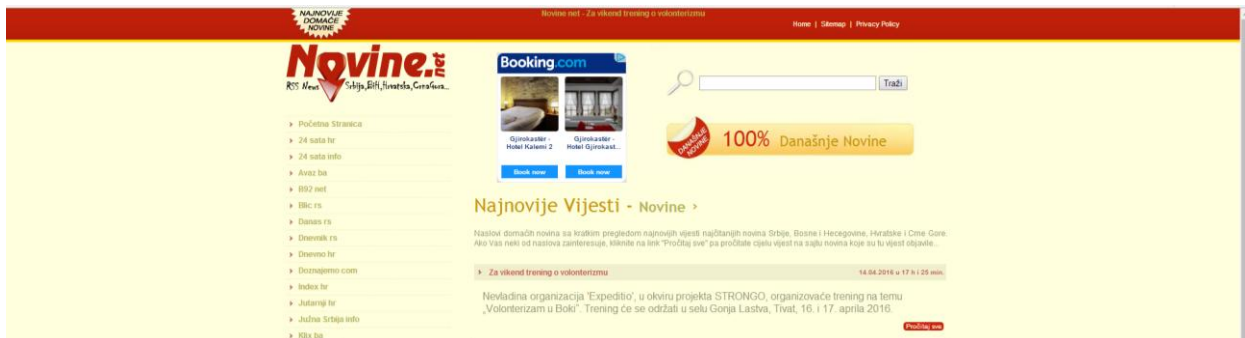 NAJNOVIJE
DOMAĆE
NOVINE
Novine net - Za vikend trening o volonterizmu
Home | Sitemap | Privacy Policy
Novine.net
RSS News Srbija,BiH,Hrvatska,CrnaGora...
Početna Stranica
24 sata hr
24 sata info
Avaz ba
B92 net
Blic rs
Danas rs
Dnevnik rs
Dnevno hr
Doznajemo com
Index hr
Jutarnji hr
Južna Srbija info
Klix ba
Booking.com
Gjirokastër -
Hotel Kalemi 2
Book now
Gjirokastër -
Hotel Gjirokast...
Book now
Traži
DANAŠNJE
NOVINE
100% Današnje Novine
Najnovije Vijesti - Novine ›
Naslovi domaćih novina sa kratkim pregledom najnovijih vijesti najčitanijih novina Srbije, Bosne i Hecegovine, Hvratske i Crne Gore.
Ako Vas neki od naslova zainteresuje, kliknite na link "Pročitaj sve" pa pročitate cijelu vijest na sajtu novina koje su tu vijest objavile...
Za vikend trening o volonterizmu
14.04.2016 u 17 h i 25 min.
Nevladina organizacija 'Expeditio', u okviru projekta STRONGO, organizovaće trening na temu
„Volonterizam u Boki”. Trening će se održati u selu Gonja Lastva, Tivat, 16. i 17. aprila 2016.
Pročitaj sve